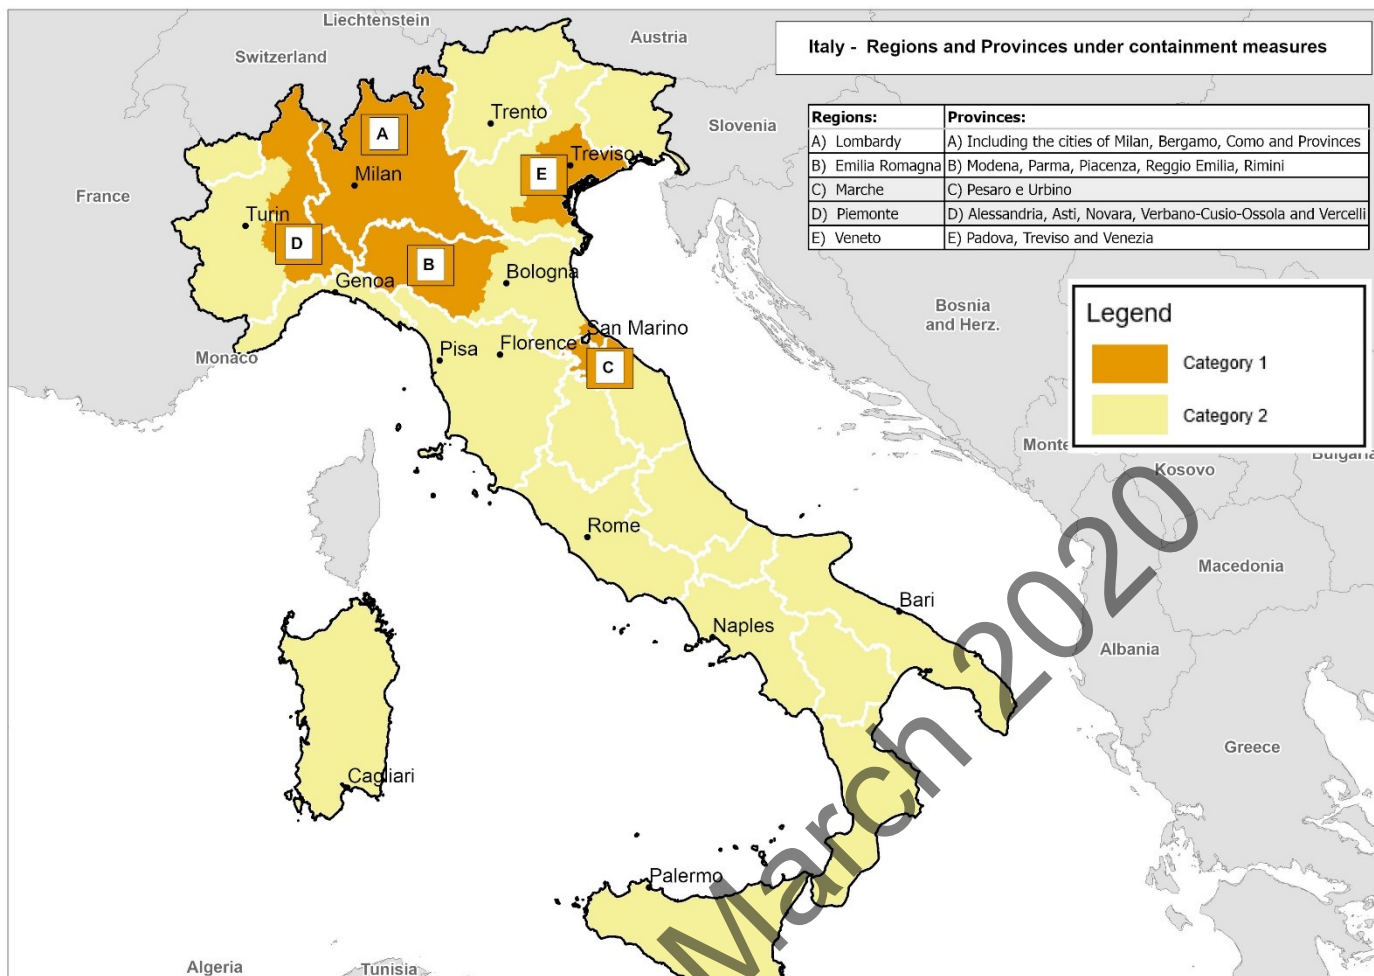 Liechtenstein
Austria
Switzerland
Italy - Regions and Provinces under containment measures
Regions: Provinces:
A) Lombardy A) Including the cities of Milan, Bergamo, Como and Provinces
B) Emilia Romagna B) Modena, Parma, Piacenza, Reggio Emilia, Rimini
C) Marche C) Pesaro e Urbino
D) Piemonte D) Alessandria, Asti, Novara, Verbano-Cusio-Ossola and Vercelli
E) Veneto E) Padova, Treviso and Venezia
Slovenia
Trento
A
Treviso
E
Milan
France
Turin
D
B
Bologna
Genoa
Bosnia
and Herz.
Legend
Category 1
Category 2
San Marino
Florence
Pisa
Monaco
C
Monte
Kosovo
Bulgaria
Rome
Macedonia
Bari
Naples
Albania
Greece
Cagliari
Palermo
March 2020
Algeria
Tunisia